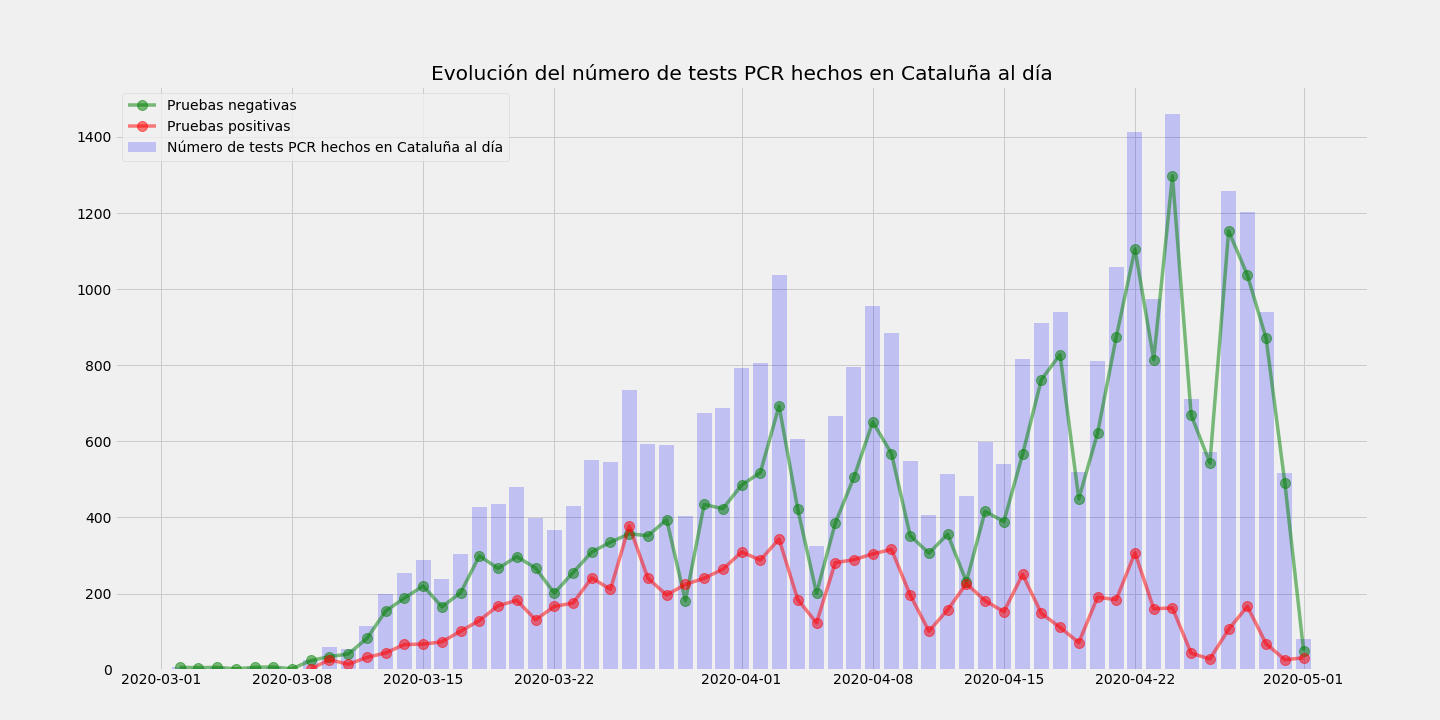 Evolución del número de tests PCR hechos en Cataluña al día
Pruebas negativas
Pruebas positivas
Número de tests PCR hechos en Cataluña al día
1400
1200
1000
800
600
400
200
0
2020-03-01 2020-03-08 2020-03-15 2020-03-22 2020-04-01 2020-04-08 2020-04-15 2020-04-22 2020-05-01